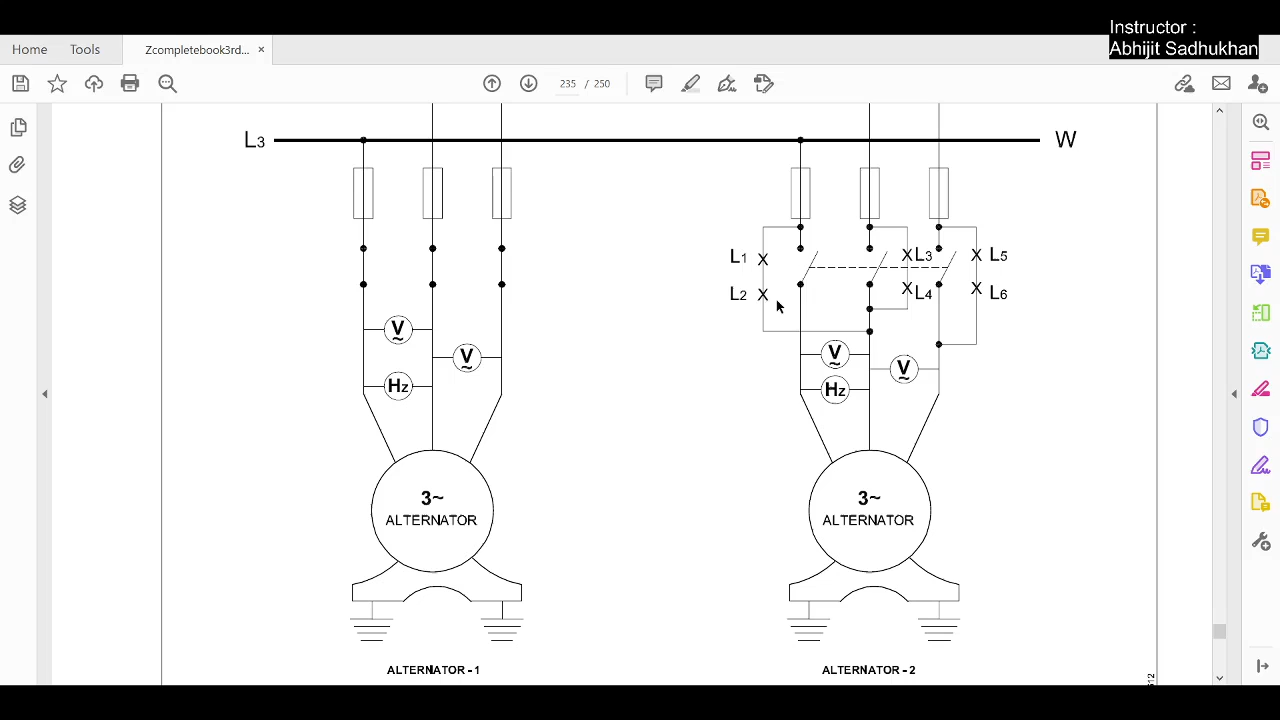 Instructor :
Abhijit Sadhukhan
Home Tools Zcompletebook3rd... ×
235 / 250
L3 W
L1 L3 L5
L2 L4 L6
V V
~ ~
V V
~ ~
Hz Hz
3~ 3~
ALTERNATOR ALTERNATOR
ALTERNATOR - 1 ALTERNATOR - 2
512